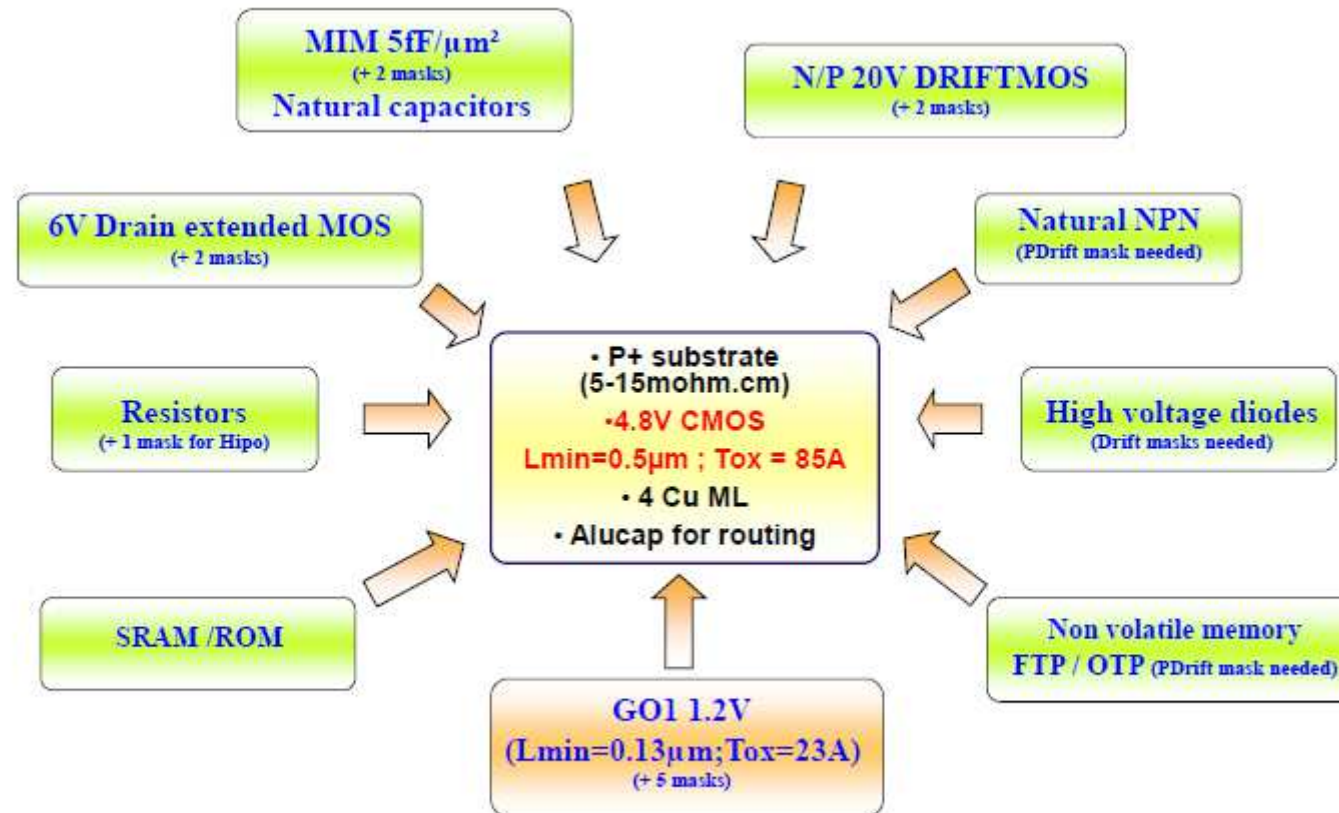 MIM 5fF/µm²
(+ 2 masks)
Natural capacitors
N/P 20V DRIFTMOS
(+ 2 masks)
6V Drain extended MOS
(+ 2 masks)
Natural NPN
(PDrift mask needed)
• P+ substrate
(5-15mohm.cm)
•4.8V CMOS
Lmin=0.5µm ; Tox = 85A
• 4 Cu ML
• Alucap for routing
Resistors
(+ 1 mask for Hipo)
High voltage diodes
(Drift masks needed)
SRAM /ROM
Non volatile memory
FTP / OTP (PDrift mask needed)
GO1 1.2V
(Lmin=0.13µm;Tox=23A)
(+ 5 masks)